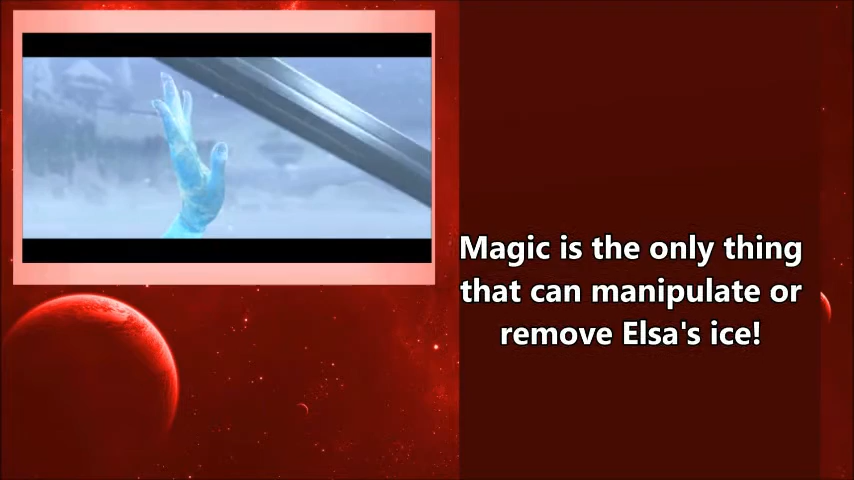 Magic is the only thing
that can manipulate or
remove Elsa's ice!